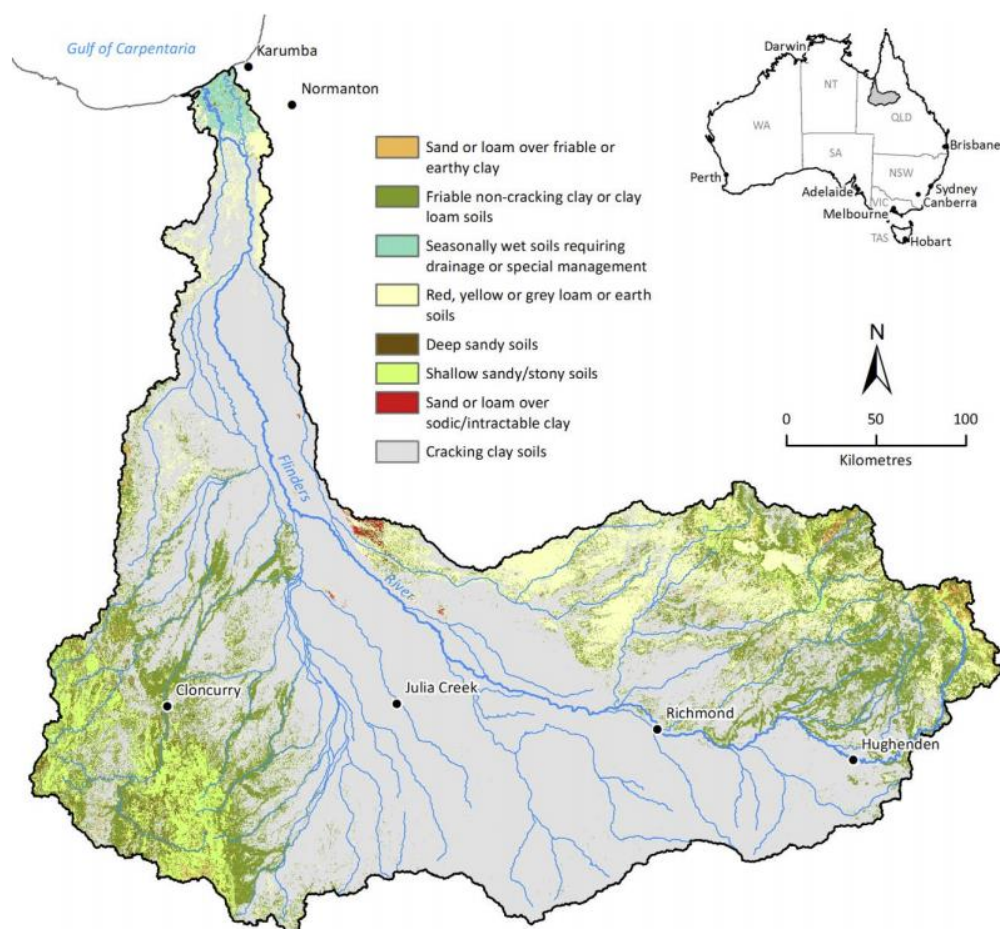 Gulf of Carpentaria
Karumba
Normanton
Sand or loam over friable or
earthy clay
Friable non-cracking clay or clay
loam soils
Seasonally wet soils requiring
drainage or special management
Red, yellow or grey loam or earth
soils
Deep sandy soils
Shallow sandy/stony soils
Sand or loam over
sodic/intractable clay
Cracking clay soils
Darwin
NT
WA
QLD
SA
Brisbane
NSW
Perth
Adelaide
Sydney
Canberra
VIC
Melbourne
TAS
Hobart
N
0 50 100
Kilometres
Flinders
River
Cloncurry
Julia Creek
Richmond
Hughenden